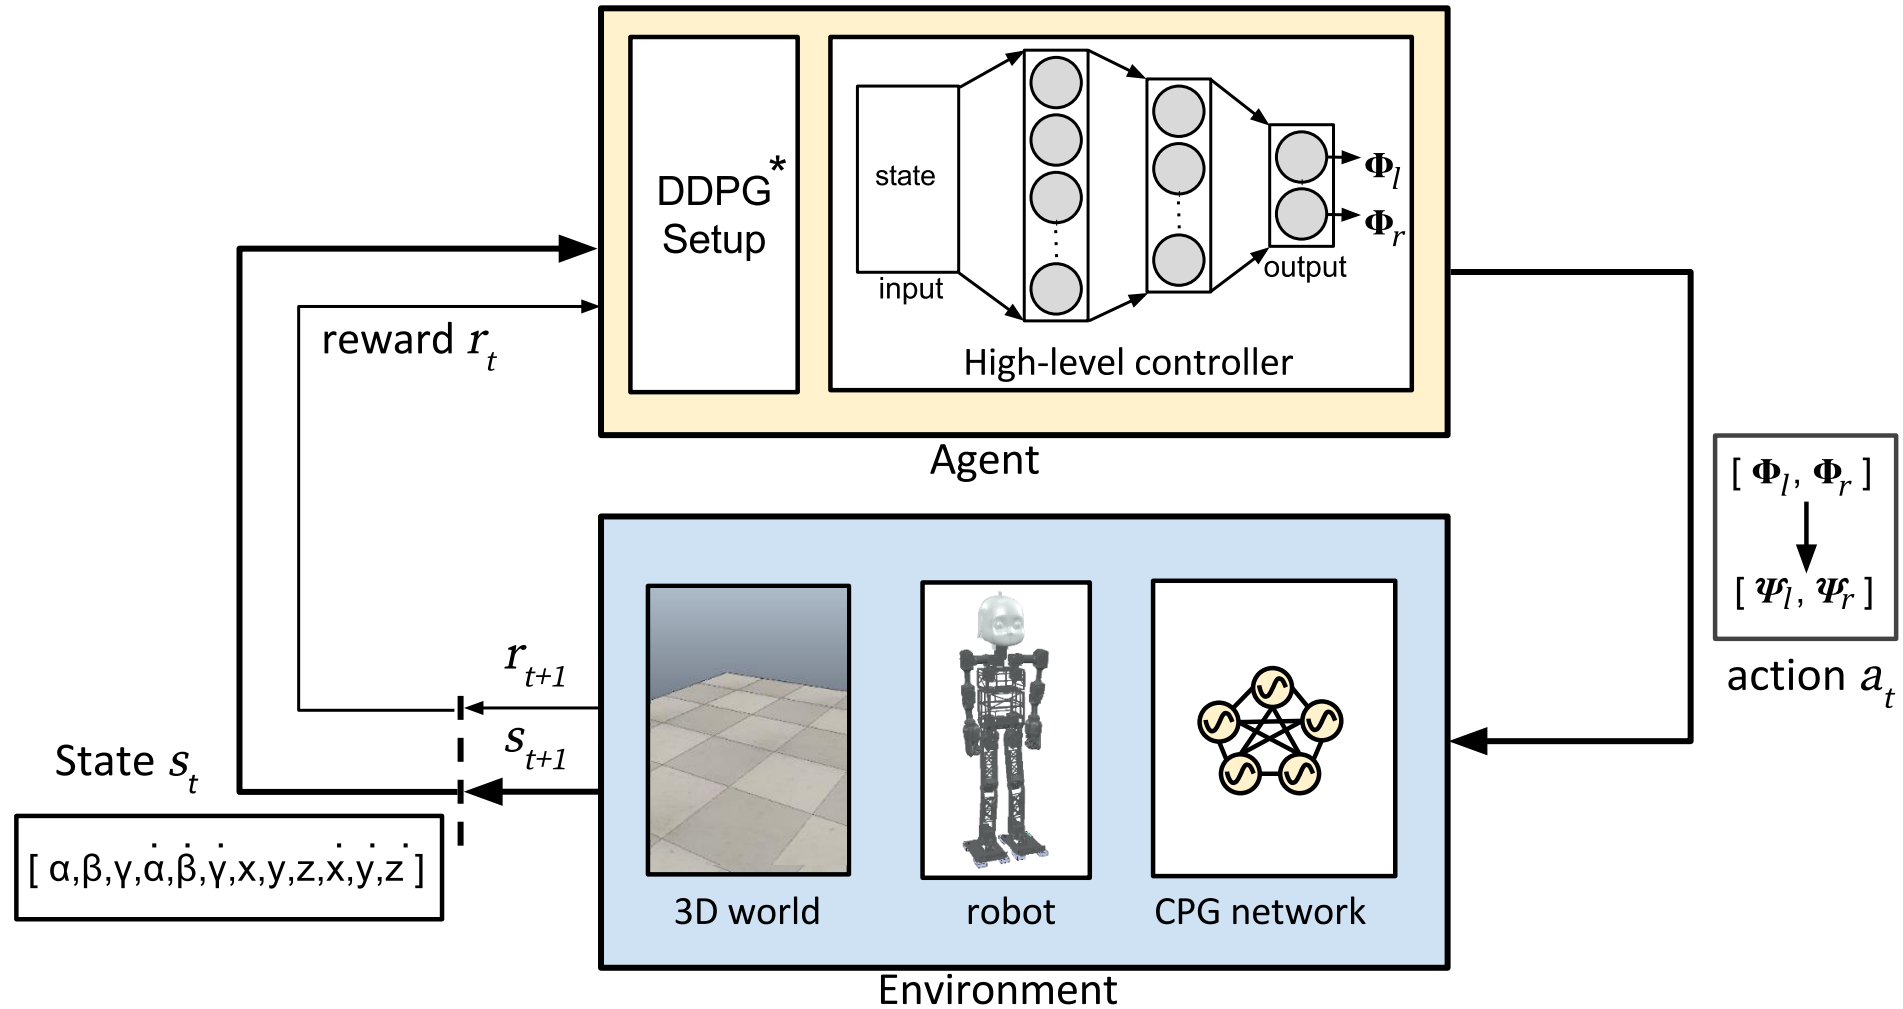 DDPG*
Setup
state
input
output
Φl
Φr
High-level controller
Agent
reward rt
[ Φl, Φr ]
[ Ψl, Ψr ]
action at
rt+1
st+1
State st
[ α,β,γ,α̇,β̇,γ̇,x,y,z,ẋ,ẏ,ż ]
3D world
robot
CPG network
Environment